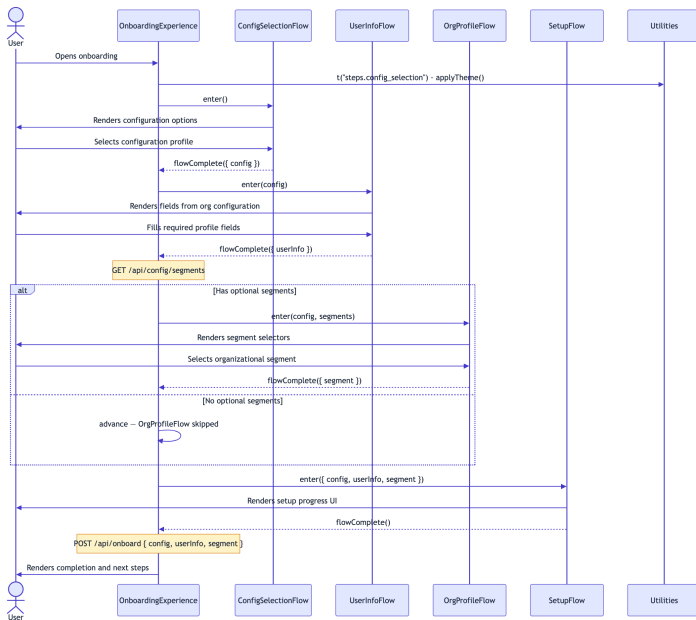 User
OnboardingExperience
ConfigSelectionFlow
UserInfoFlow
OrgProfileFlow
SetupFlow
Utilities
Opens onboarding
t("steps.config_selection") - applyTheme()
enter()
Renders configuration options
Selects configuration profile
flowComplete({ config })
enter(config)
Renders fields from org configuration
Fills required profile fields
flowComplete({ userInfo })
GET /api/config/segments
alt
[Has optional segments]
enter(config, segments)
Renders segment selectors
Selects organizational segment
flowComplete({ segment })
[No optional segments]
advance — OrgProfileFlow skipped
enter({ config, userInfo, segment })
Renders setup progress UI
flowComplete()
POST /api/onboard { config, userInfo, segment }
Renders completion and next steps
User
OnboardingExperience
ConfigSelectionFlow
UserInfoFlow
OrgProfileFlow
SetupFlow
Utilities